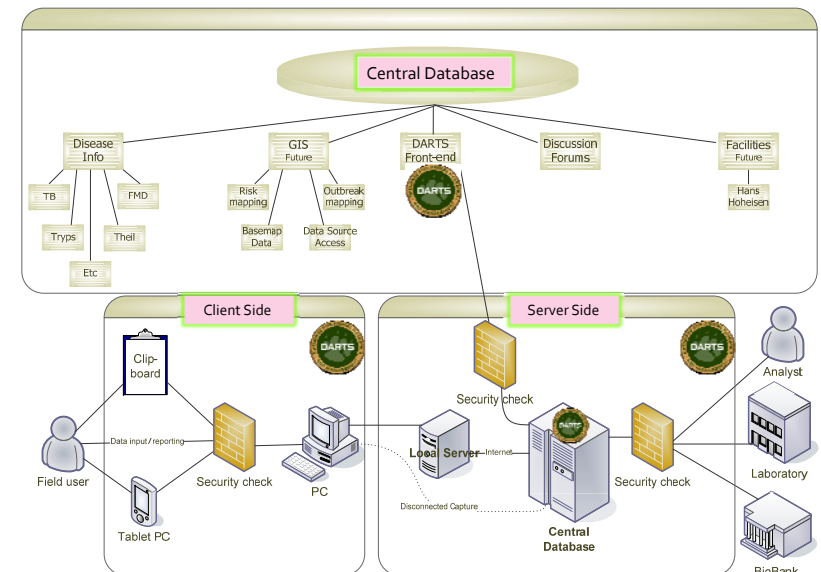 Central Database
Disease
Info
GIS
Future
DARTS
Front-end
Discussion
Forums
Facilities
Future
TB
FMD
Risk
mapping
Outbreak
mapping
DARTS
Hans
Hoheisen
Tryps
Theil
Basemap
Data
Data Source
Access
Etc
Client Side
Server Side
DARTS
DARTS
Clip-
board
Security check
Analyst
DARTS
Data input/reporting
Local Server
Internet
Field user
Security check
PC
Security check
Laboratory
Disconnected Capture
Tablet PC
Central
Database
BioBank